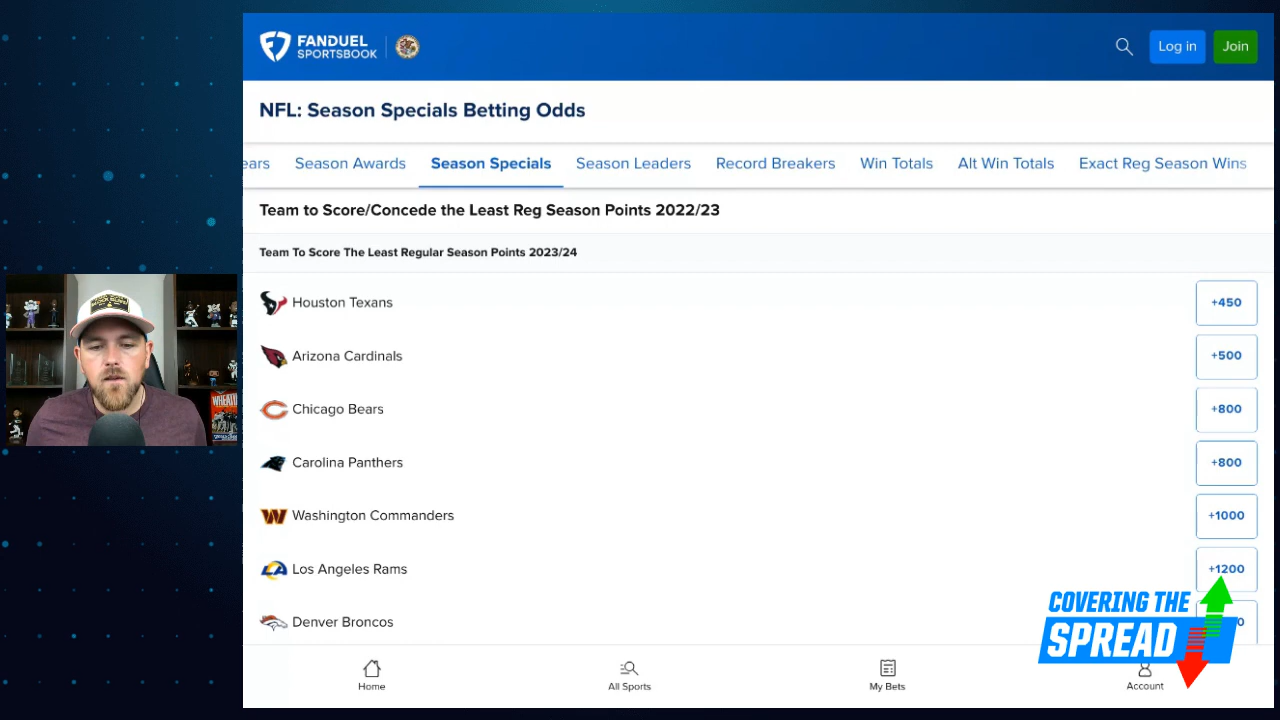 FANDUEL
SPORTSBOOK
Log in
Join
NFL: Season Specials Betting Odds
ears
Season Awards
Season Specials
Season Leaders
Record Breakers
Win Totals
Alt Win Totals
Exact Reg Season Wins
Team to Score/Concede the Least Reg Season Points 2022/23
Team To Score The Least Regular Season Points 2023/24
Houston Texans
+450
Arizona Cardinals
+500
Chicago Bears
+800
Carolina Panthers
+800
Washington Commanders
+1000
Los Angeles Rams
+1200
Denver Broncos
COVERING THE
SPREAD
Home
All Sports
My Bets
Account
WHEATIES